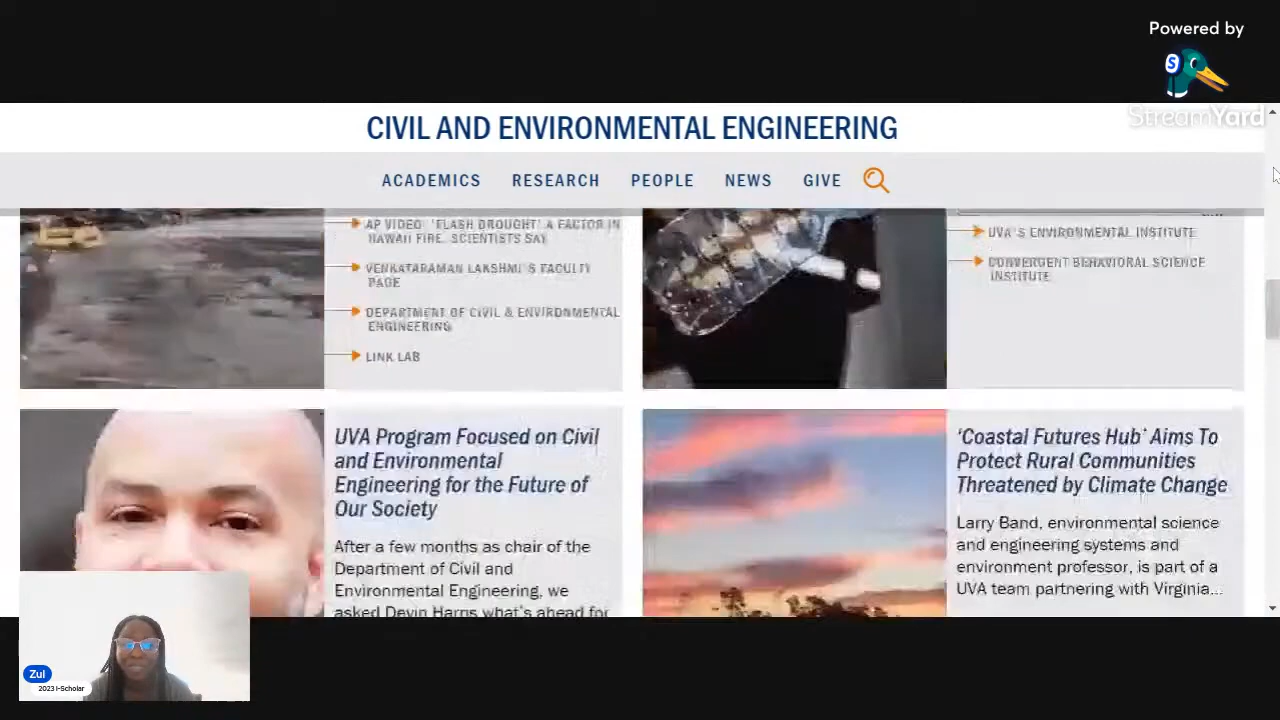 Powered by
StreamYard
CIVIL AND ENVIRONMENTAL ENGINEERING
ACADEMICS RESEARCH PEOPLE NEWS GIVE
AP VIDEO: 'FLASH DROUGHT' A FACTOR IN
HAWAII FIRE, SCIENTISTS SAY
VENKATARAMAN LAKSHMI'S FACULTY
PAGE
DEPARTMENT OF CIVIL & ENVIRONMENTAL
ENGINEERING
LINK LAB
UVA'S ENVIRONMENTAL INSTITUTE
CONVERGENT BEHAVIORAL SCIENCE
INSTITUTE
UVA Program Focused on Civil
and Environmental
Engineering for the Future of
Our Society
After a few months as chair of the
Department of Civil and
Environmental Engineering, we
asked Devin Harris what's ahead for
'Coastal Futures Hub' Aims To
Protect Rural Communities
Threatened by Climate Change
Larry Band, environmental science
and engineering systems and
environment professor, is part of a
UVA team partnering with Virginia...
Zul
2023 I-Scholar